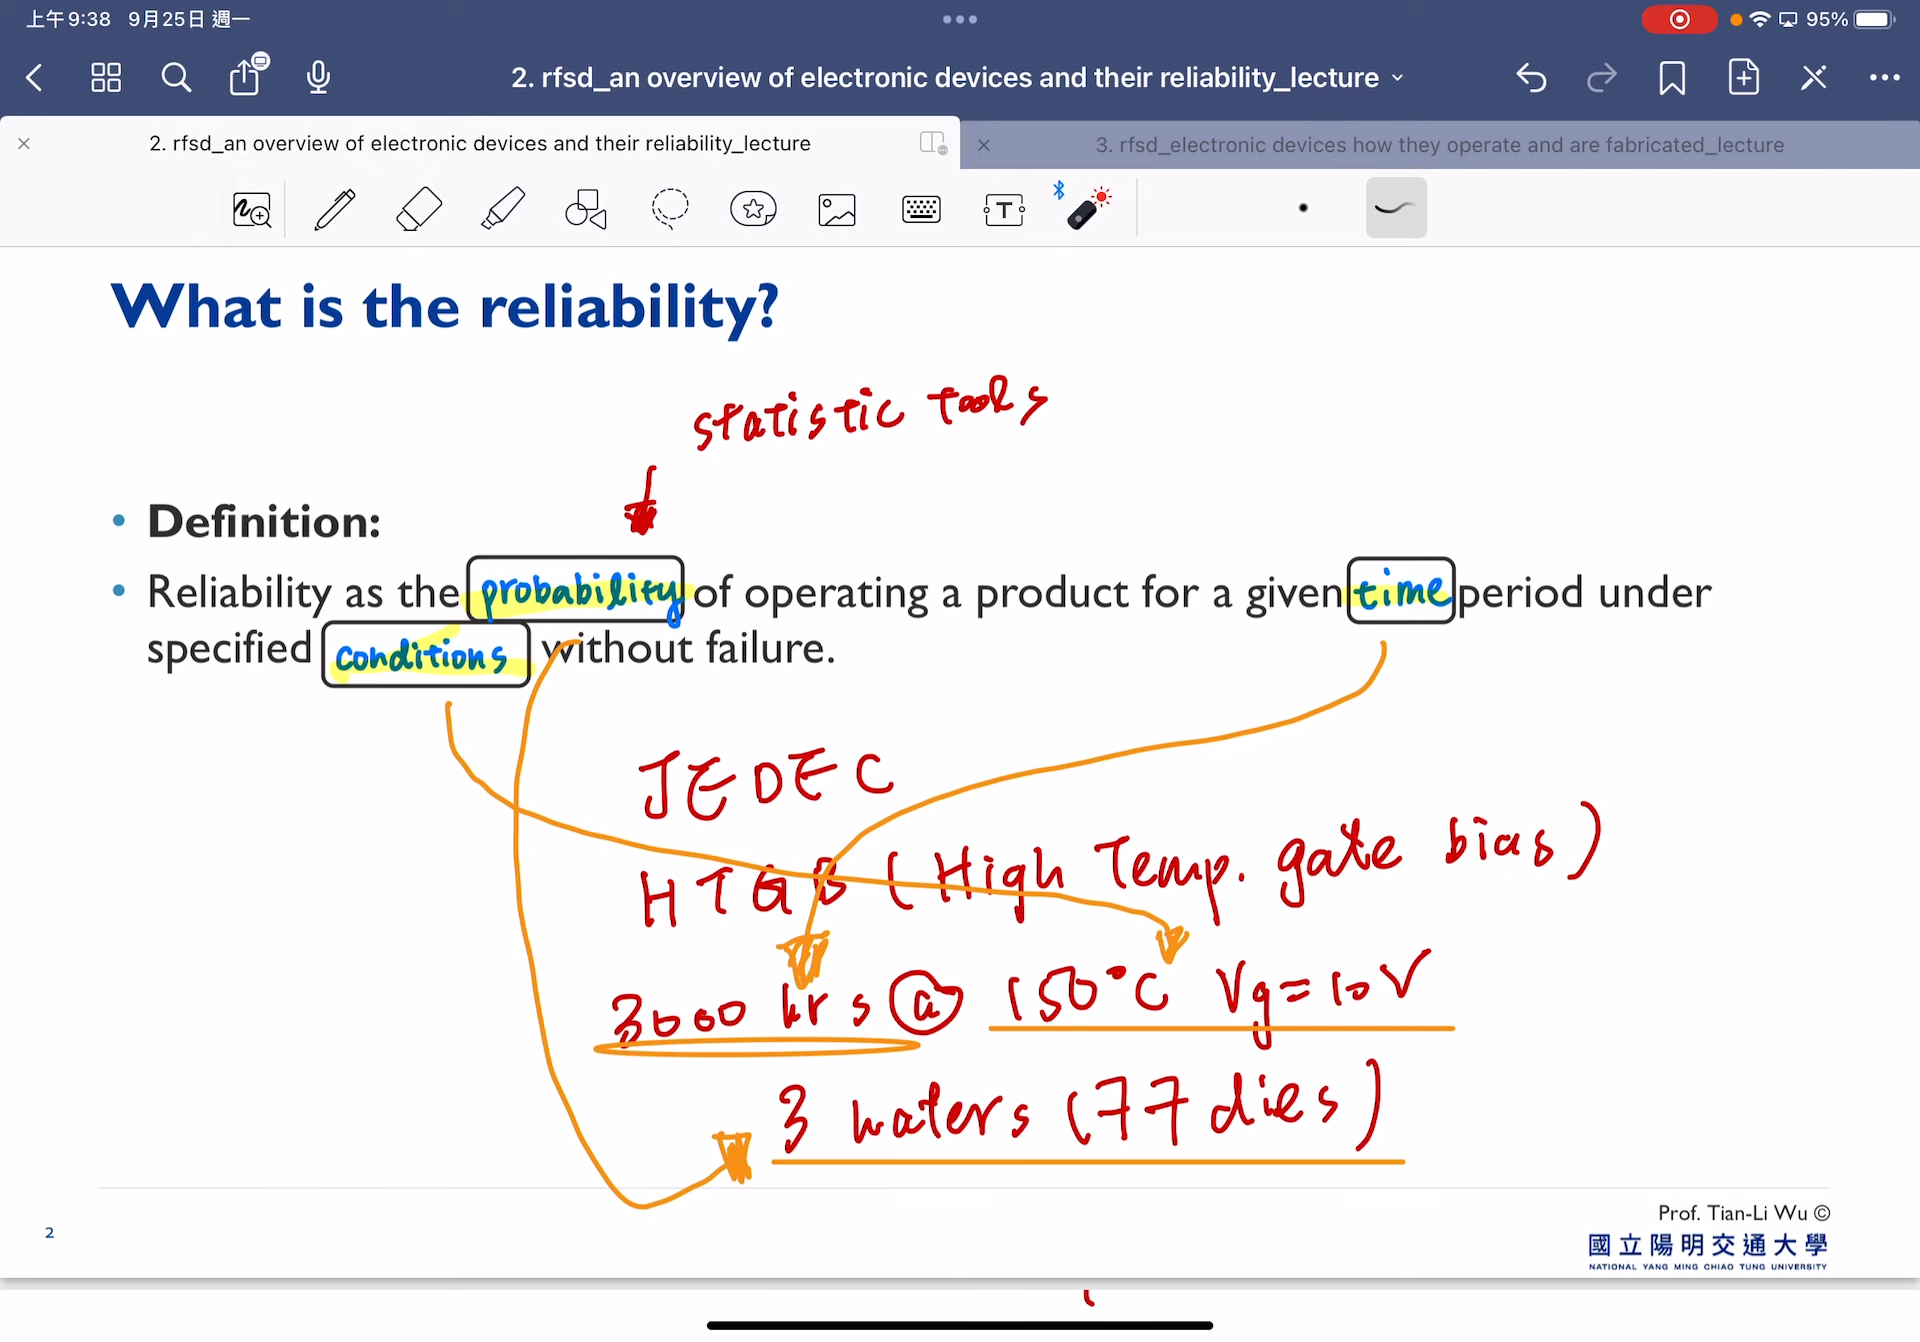 上午9:38 9月25日 週一
95%
2. rfsd_an overview of electronic devices and their reliability_lecture
2. rfsd_an overview of electronic devices and their reliability_lecture
3. rfsd_electronic devices how they operate and are fabricated_lecture
What is the reliability?
statistic tools
• Definition:
• Reliability as the probability of operating a product for a given time period under
specified conditions without failure.
JEDEC
HTGB (High Temp. gate bias)
3000 hrs @ 150°C Vg=10V
3 wafers (77 dies)
Prof. Tian-Li Wu ©
2
國立陽明交通大學
NATIONAL YANG MING CHIAO TUNG UNIVERSITY